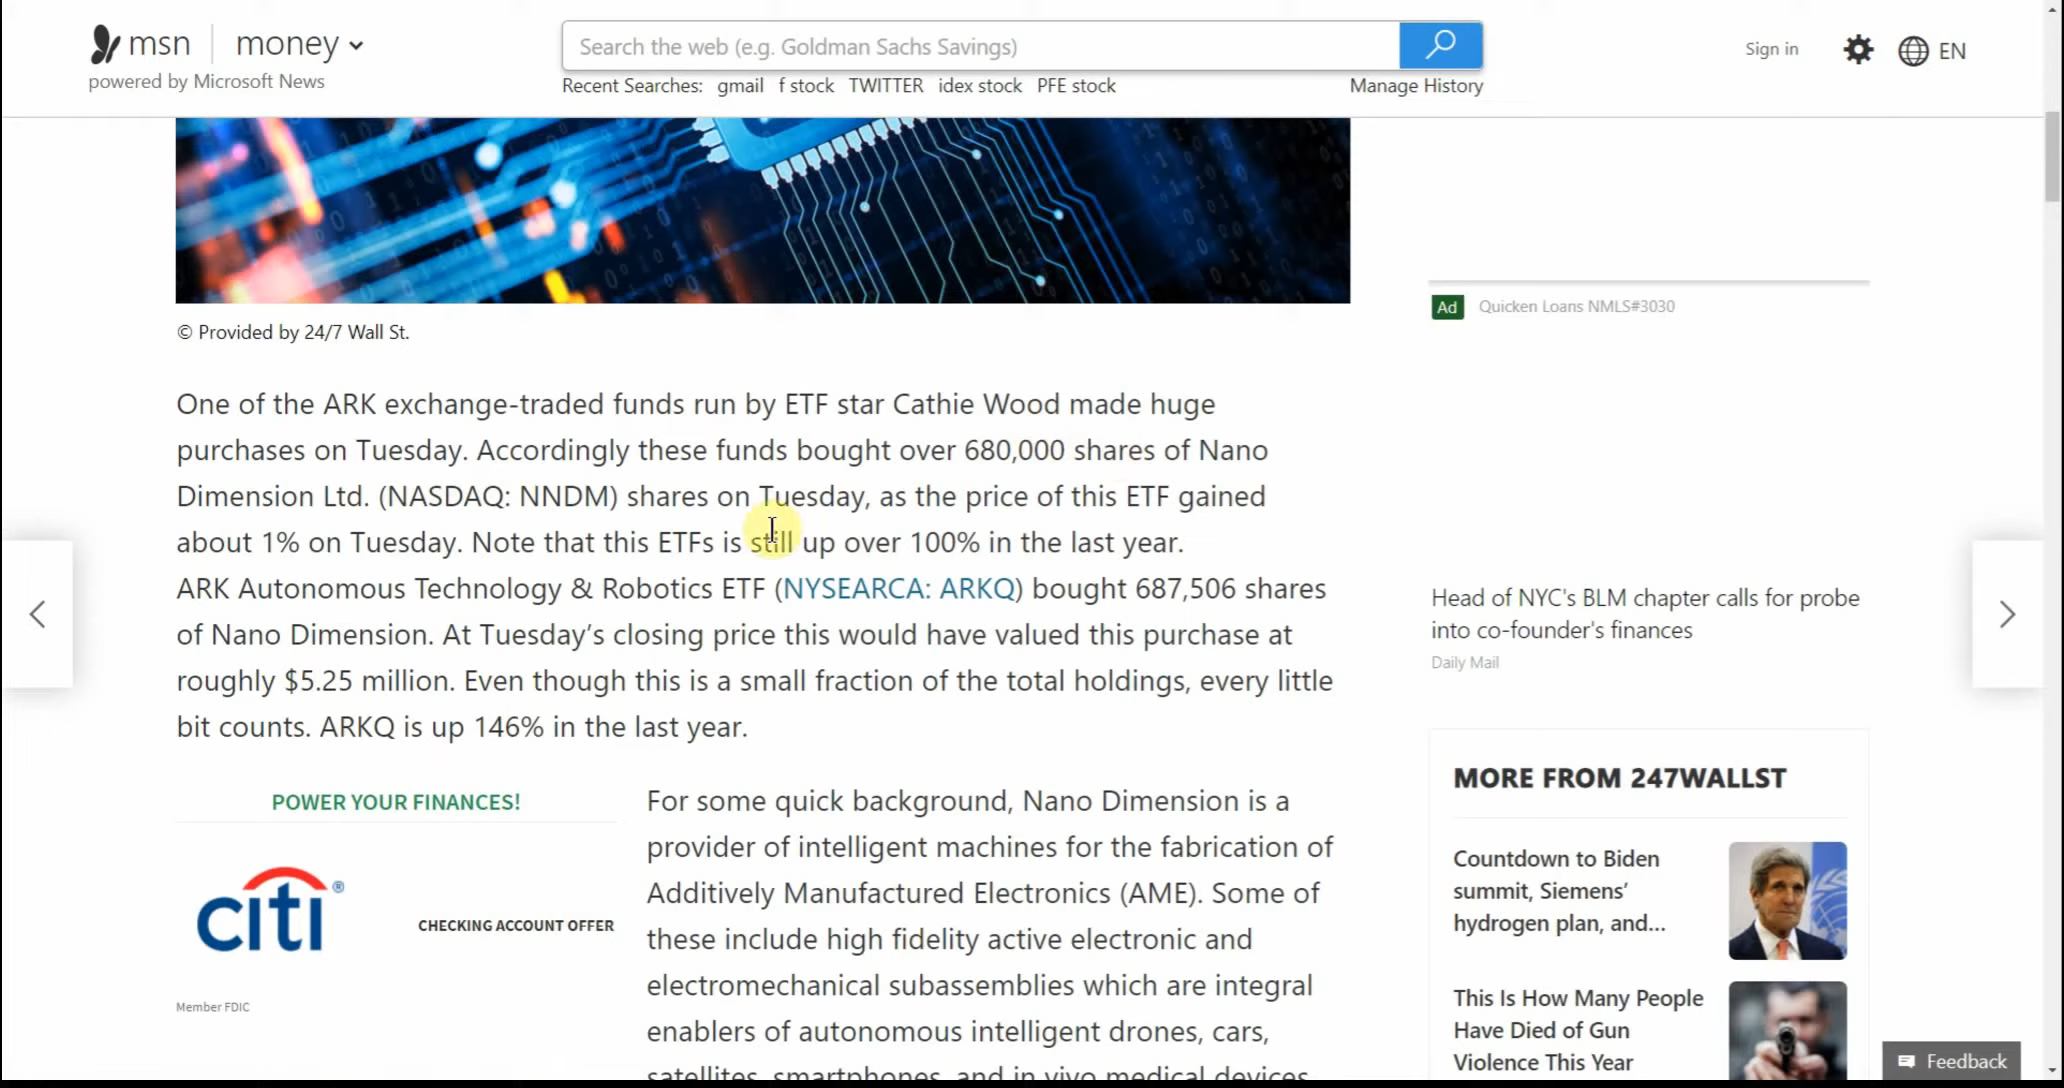 msn money
powered by Microsoft News
Search the web (e.g. Goldman Sachs Savings)
Recent Searches: gmail f stock TWITTER idex stock PFE stock
Manage History
Sign in
EN
© Provided by 24/7 Wall St.
One of the ARK exchange-traded funds run by ETF star Cathie Wood made huge
purchases on Tuesday. Accordingly these funds bought over 680,000 shares of Nano
Dimension Ltd. (NASDAQ: NNDM) shares on Tuesday, as the price of this ETF gained
about 1% on Tuesday. Note that this ETFs is still up over 100% in the last year.
ARK Autonomous Technology & Robotics ETF (NYSEARCA: ARKQ) bought 687,506 shares
of Nano Dimension. At Tuesday's closing price this would have valued this purchase at
roughly $5.25 million. Even though this is a small fraction of the total holdings, every little
bit counts. ARKQ is up 146% in the last year.
POWER YOUR FINANCES!
citi®
CHECKING ACCOUNT OFFER
Member FDIC
For some quick background, Nano Dimension is a
provider of intelligent machines for the fabrication of
Additively Manufactured Electronics (AME). Some of
these include high fidelity active electronic and
electromechanical subassemblies which are integral
enablers of autonomous intelligent drones, cars,
satellites, smartphones, and in vivo medical devices.
Ad Quicken Loans NMLS#3030
Head of NYC's BLM chapter calls for probe
into co-founder's finances
Daily Mail
MORE FROM 247WALLST
Countdown to Biden
summit, Siemens'
hydrogen plan, and...
This Is How Many People
Have Died of Gun
Violence This Year
Feedback